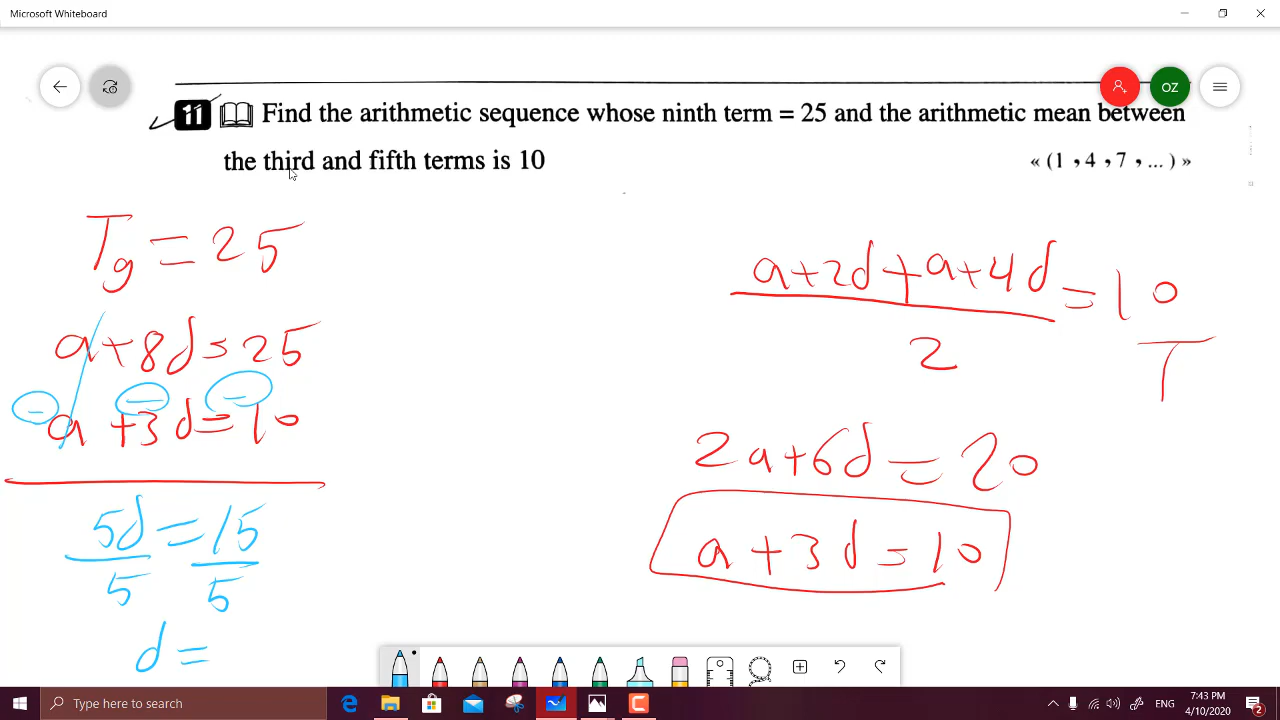 Microsoft Whiteboard
OZ
11 Find the arithmetic sequence whose ninth term = 25 and the arithmetic mean between
the third and fifth terms is 10
« (1 , 4 , 7 , ... ) »
T9 = 25
a+8d=25
a +3d=10
5d = 15
5 5
d =
a+2d+a+4d = 10
2
T
2a+6d = 20
a+3d=10
Type here to search
ENG
7:43 PM
4/10/2020
2